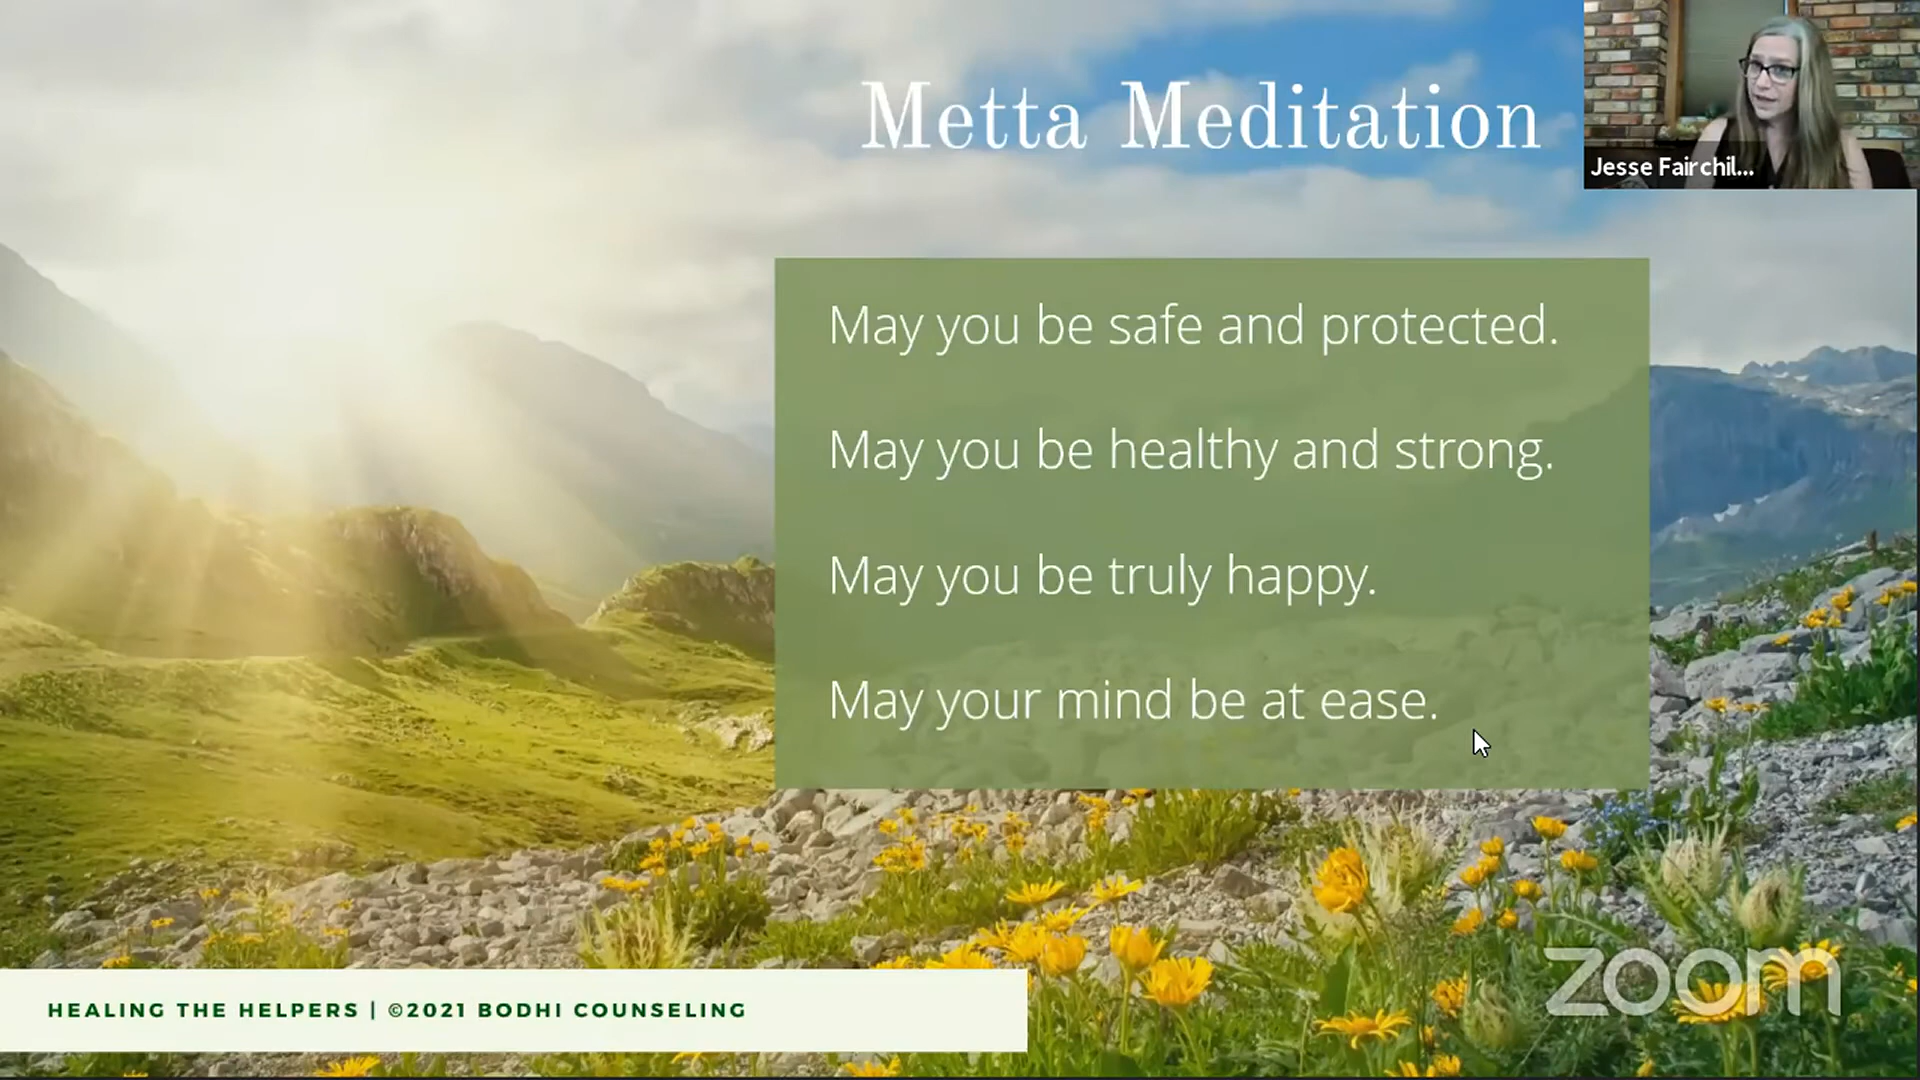 Metta Meditation
Jesse Fairchil...
May you be safe and protected.
May you be healthy and strong.
May you be truly happy.
May your mind be at ease.
HEALING THE HELPERS | ©2021 BODHI COUNSELING
zoom